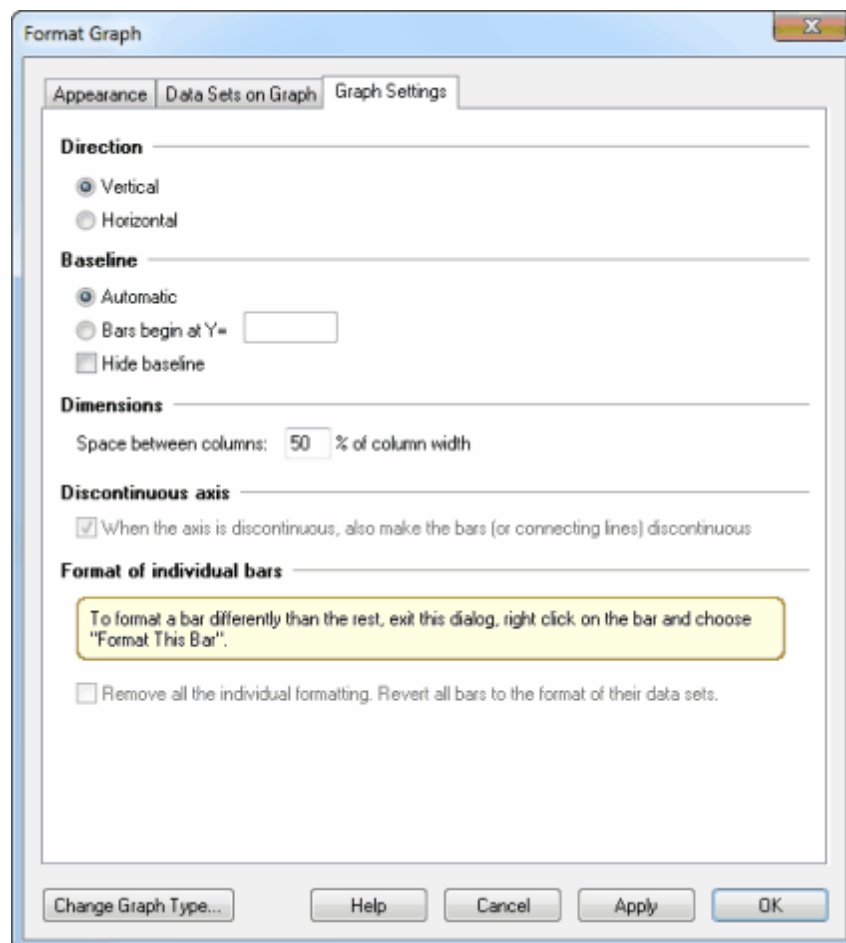 Format Graph
Appearance Data Sets on Graph Graph Settings
Direction
Vertical
Horizontal
Baseline
Automatic
Bars begin at Y=
Hide baseline
Dimensions
Space between columns: 50 % of column width
Discontinuous axis
When the axis is discontinuous, also make the bars (or connecting lines) discontinuous
Format of individual bars
To format a bar differently than the rest, exit this dialog, right click on the bar and choose
"Format This Bar".
Remove all the individual formatting. Revert all bars to the format of their data sets.
Change Graph Type... Help Cancel Apply OK